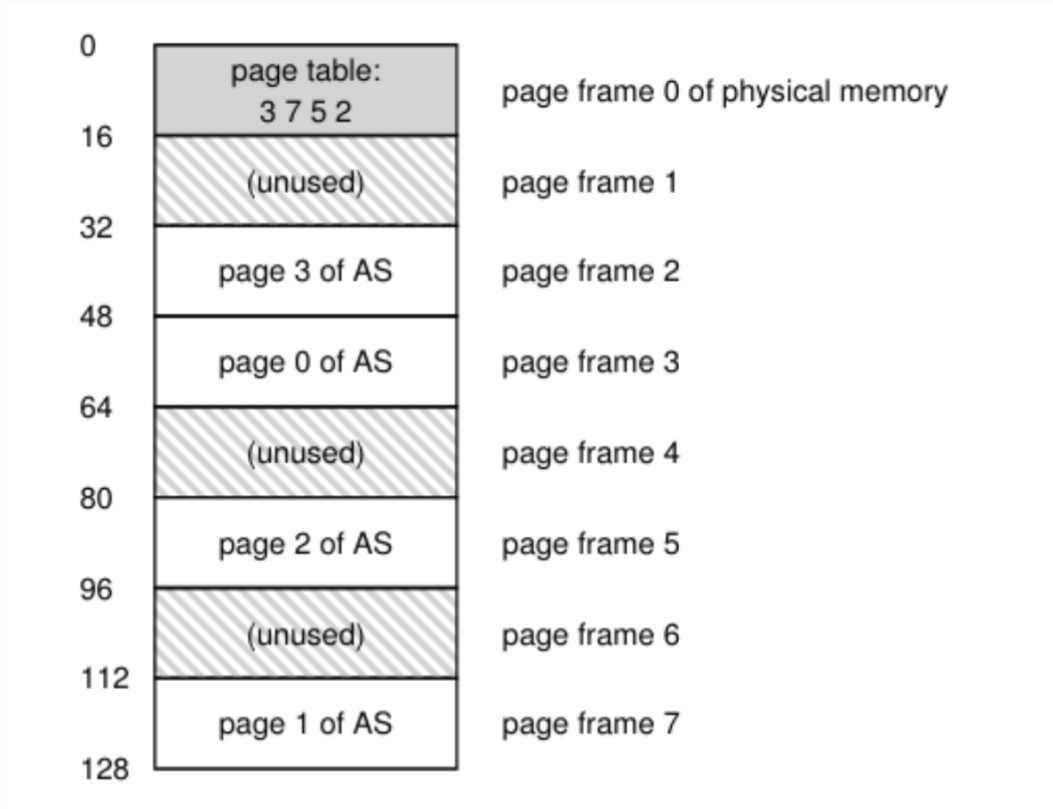 0
page table:
3 7 5 2
page frame 0 of physical memory
16
(unused)
page frame 1
32
page 3 of AS
page frame 2
48
page 0 of AS
page frame 3
64
(unused)
page frame 4
80
page 2 of AS
page frame 5
96
(unused)
page frame 6
112
page 1 of AS
page frame 7
128